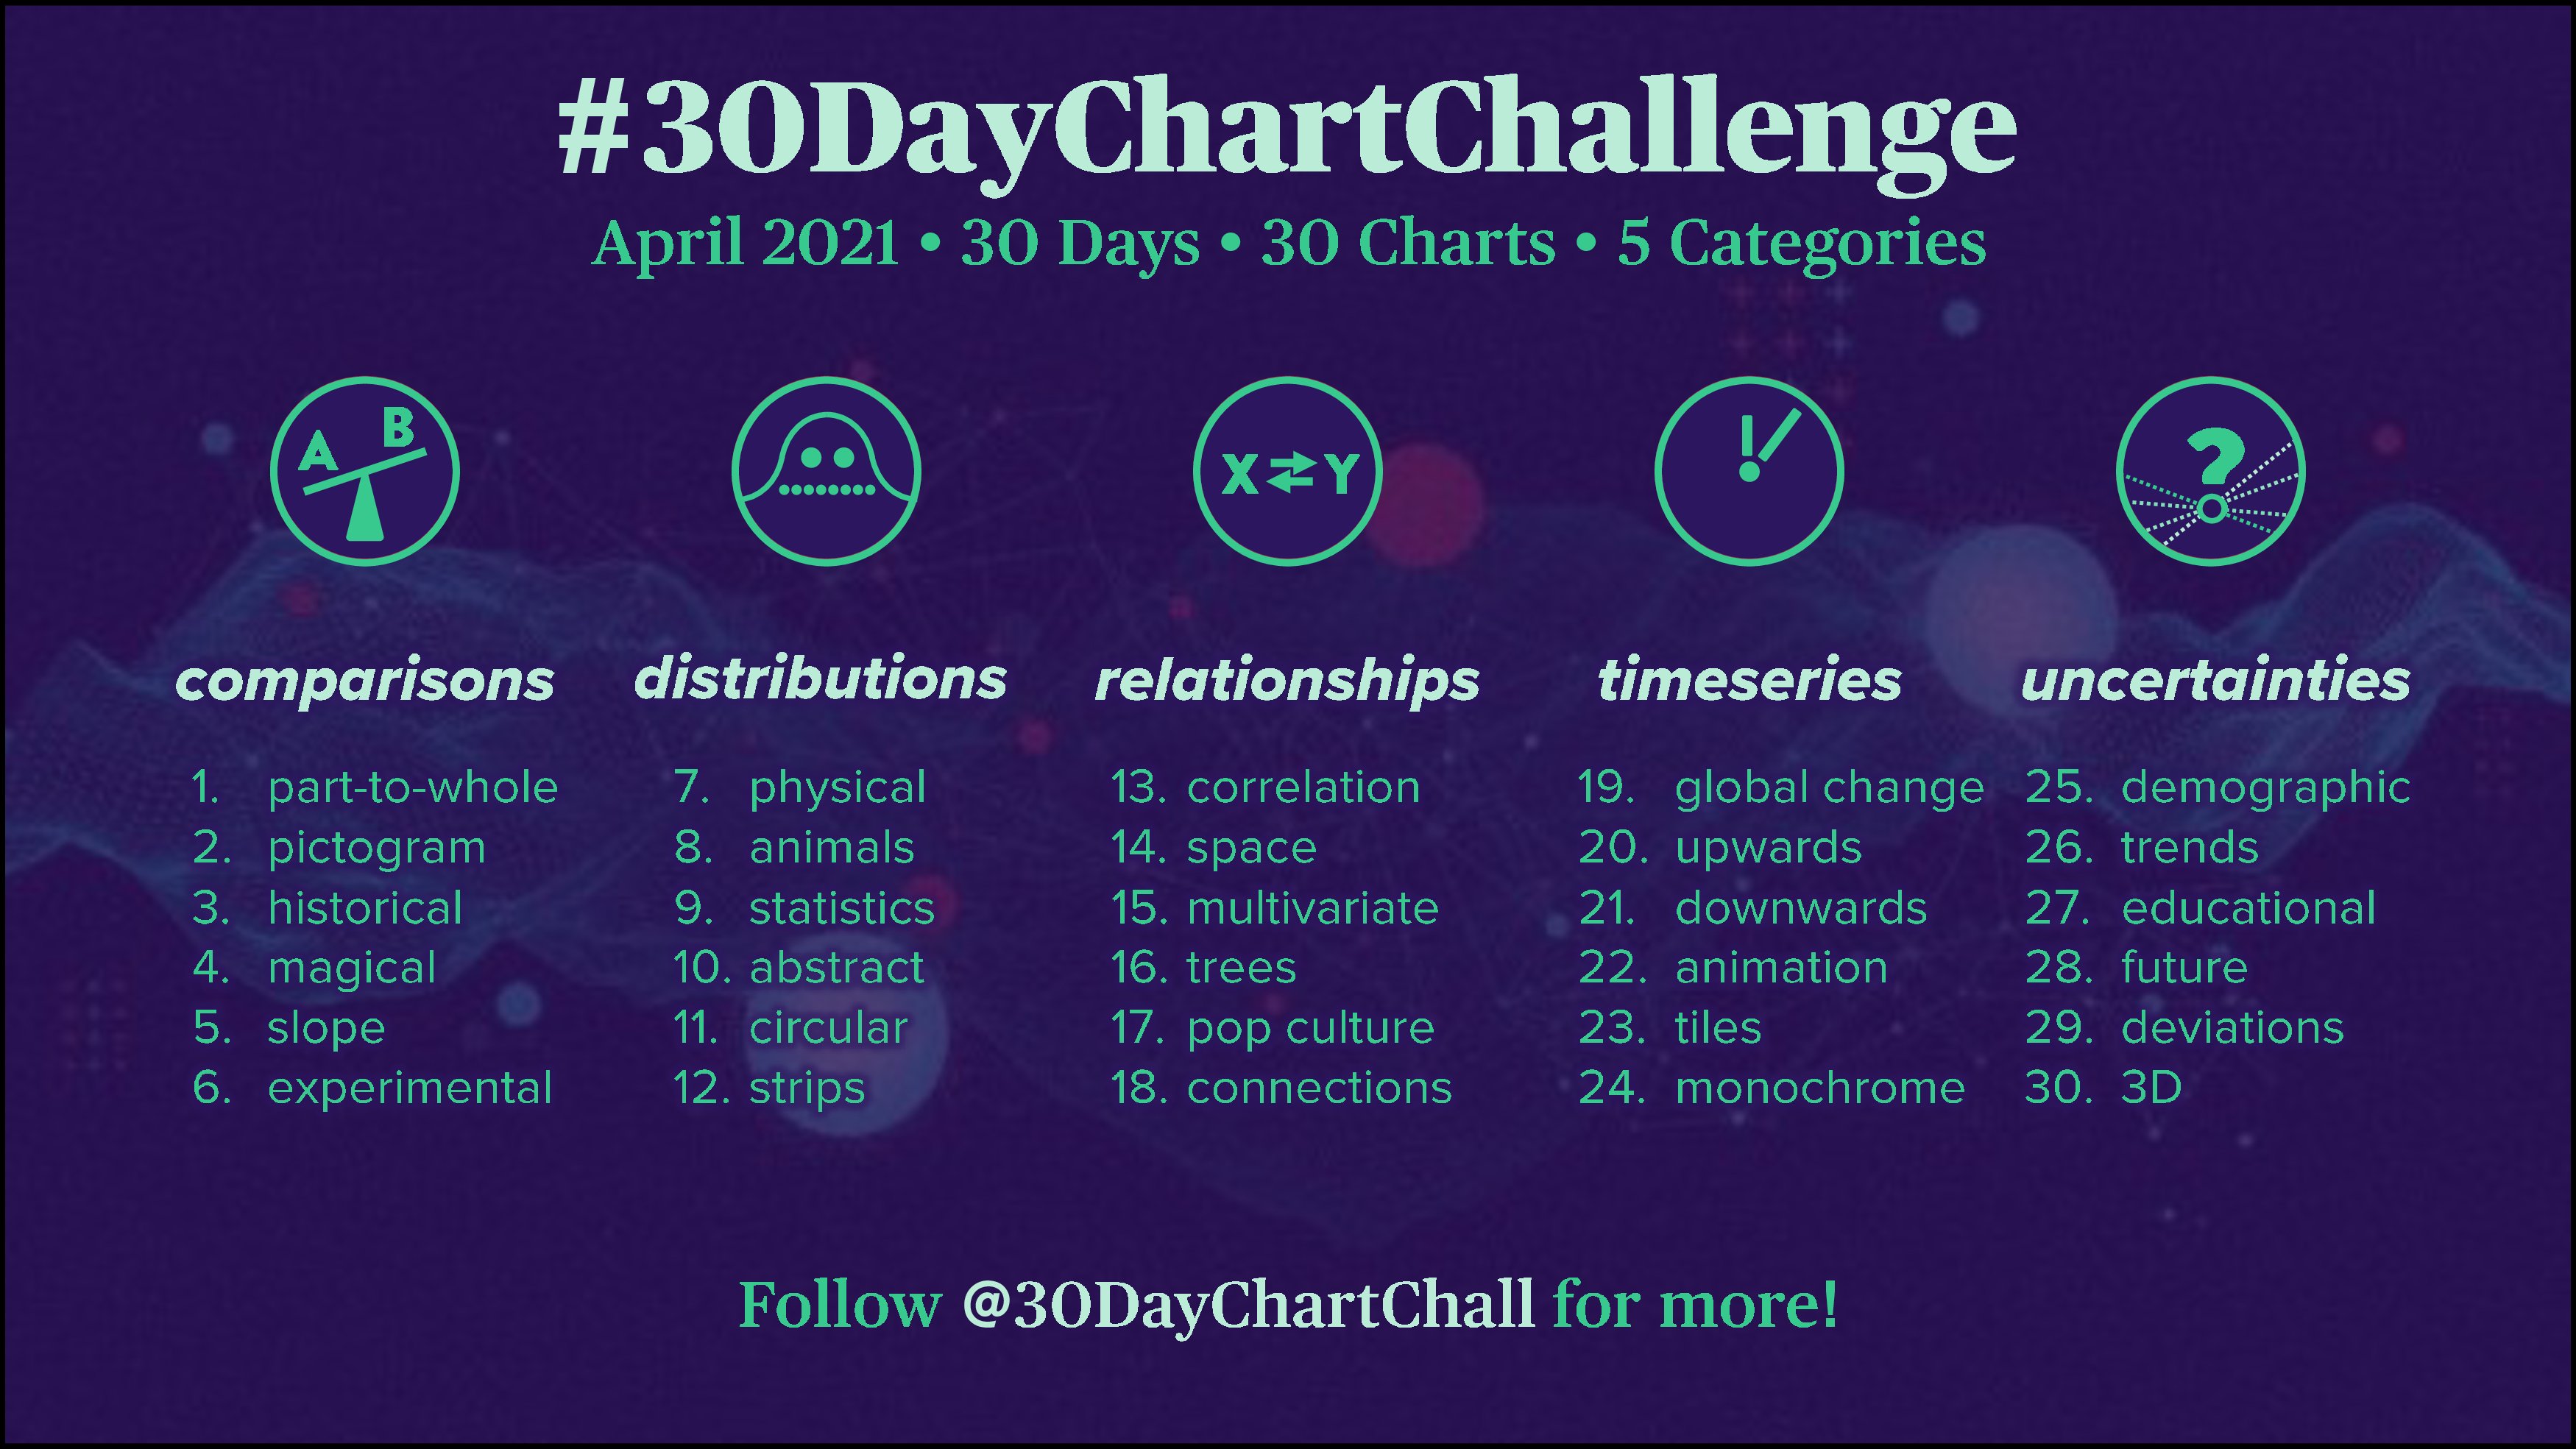 #30DayChartChallenge
April 2021 • 30 Days • 30 Charts • 5 Categories
A
B
X ⇄ Y
!
?
comparisons
1. part-to-whole
2. pictogram
3. historical
4. magical
5. slope
6. experimental
distributions
7. physical
8. animals
9. statistics
10. abstract
11. circular
12. strips
relationships
13. correlation
14. space
15. multivariate
16. trees
17. pop culture
18. connections
timeseries
19. global change
20. upwards
21. downwards
22. animation
23. tiles
24. monochrome
uncertainties
25. demographic
26. trends
27. educational
28. future
29. deviations
30. 3D
Follow @30DayChartChall for more!